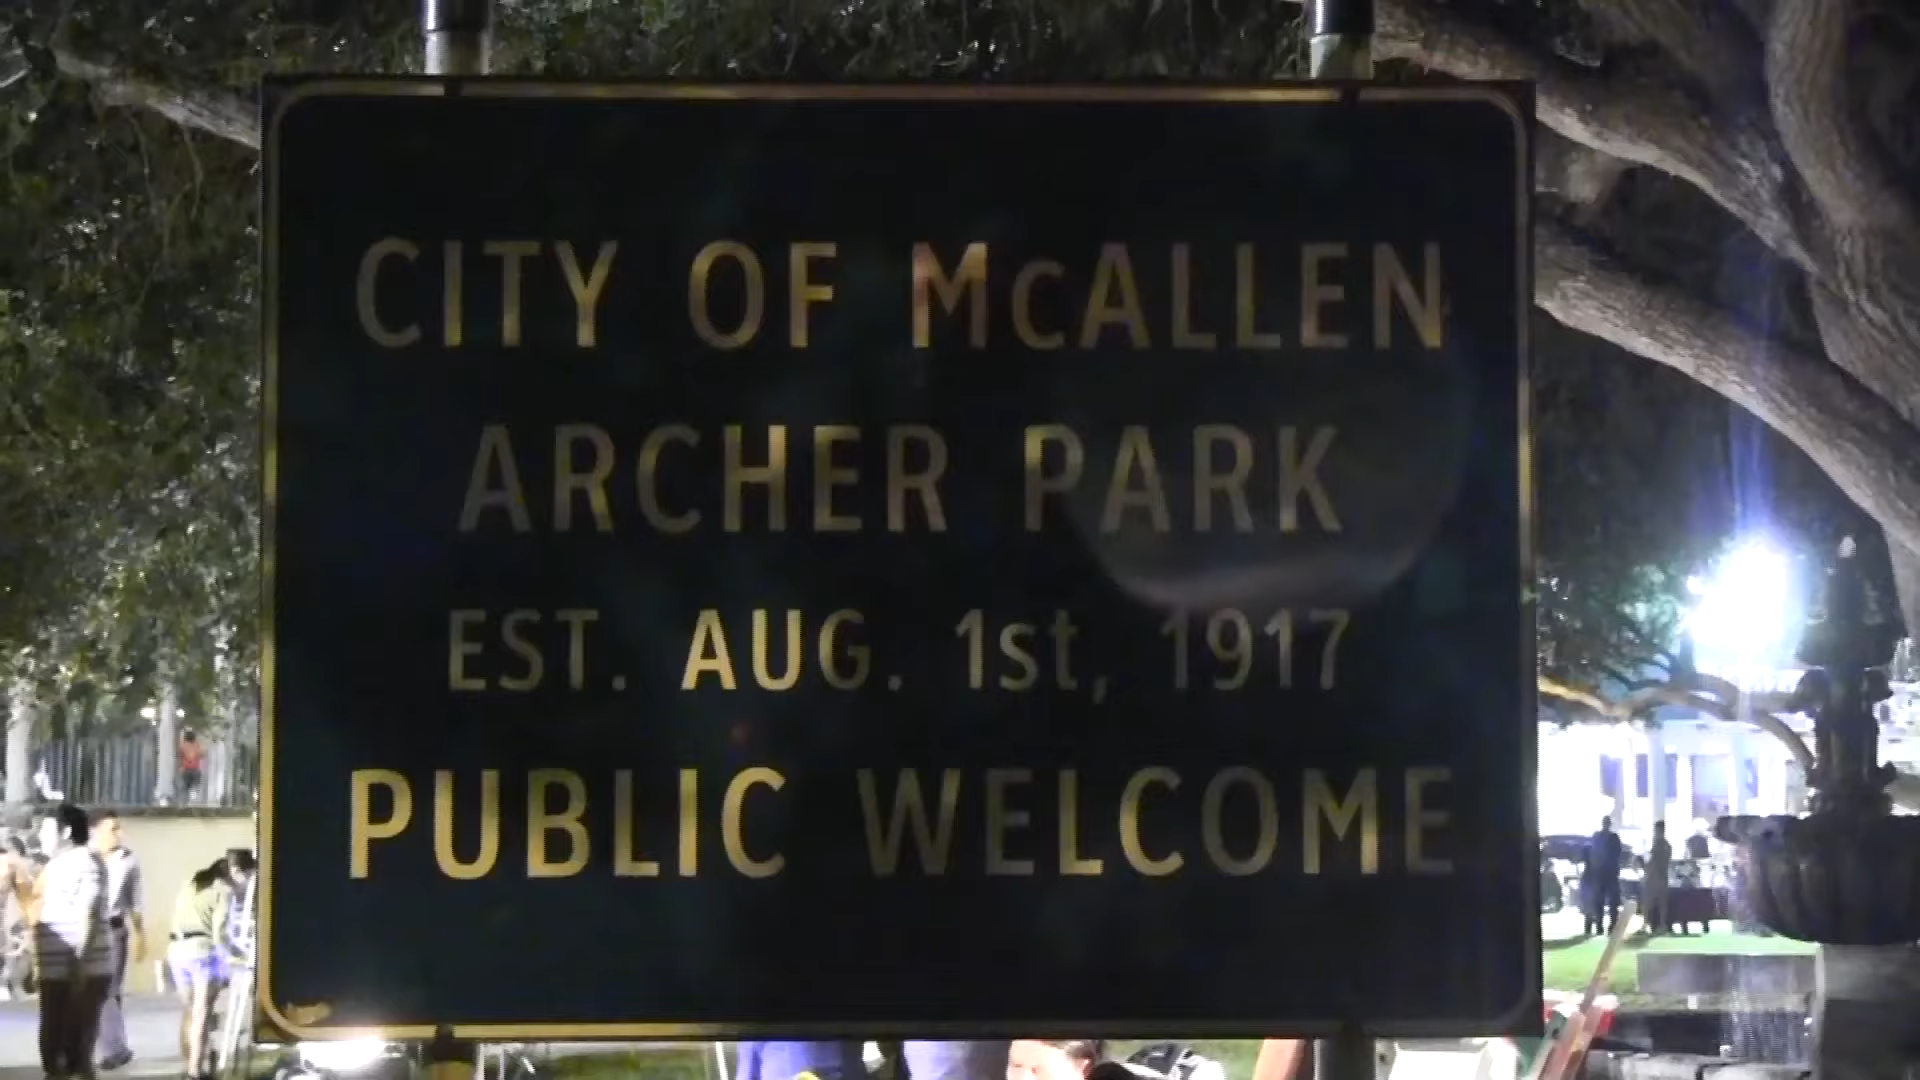 CITY OF McALLEN
ARCHER PARK
EST. AUG. 1st, 1917
PUBLIC WELCOME